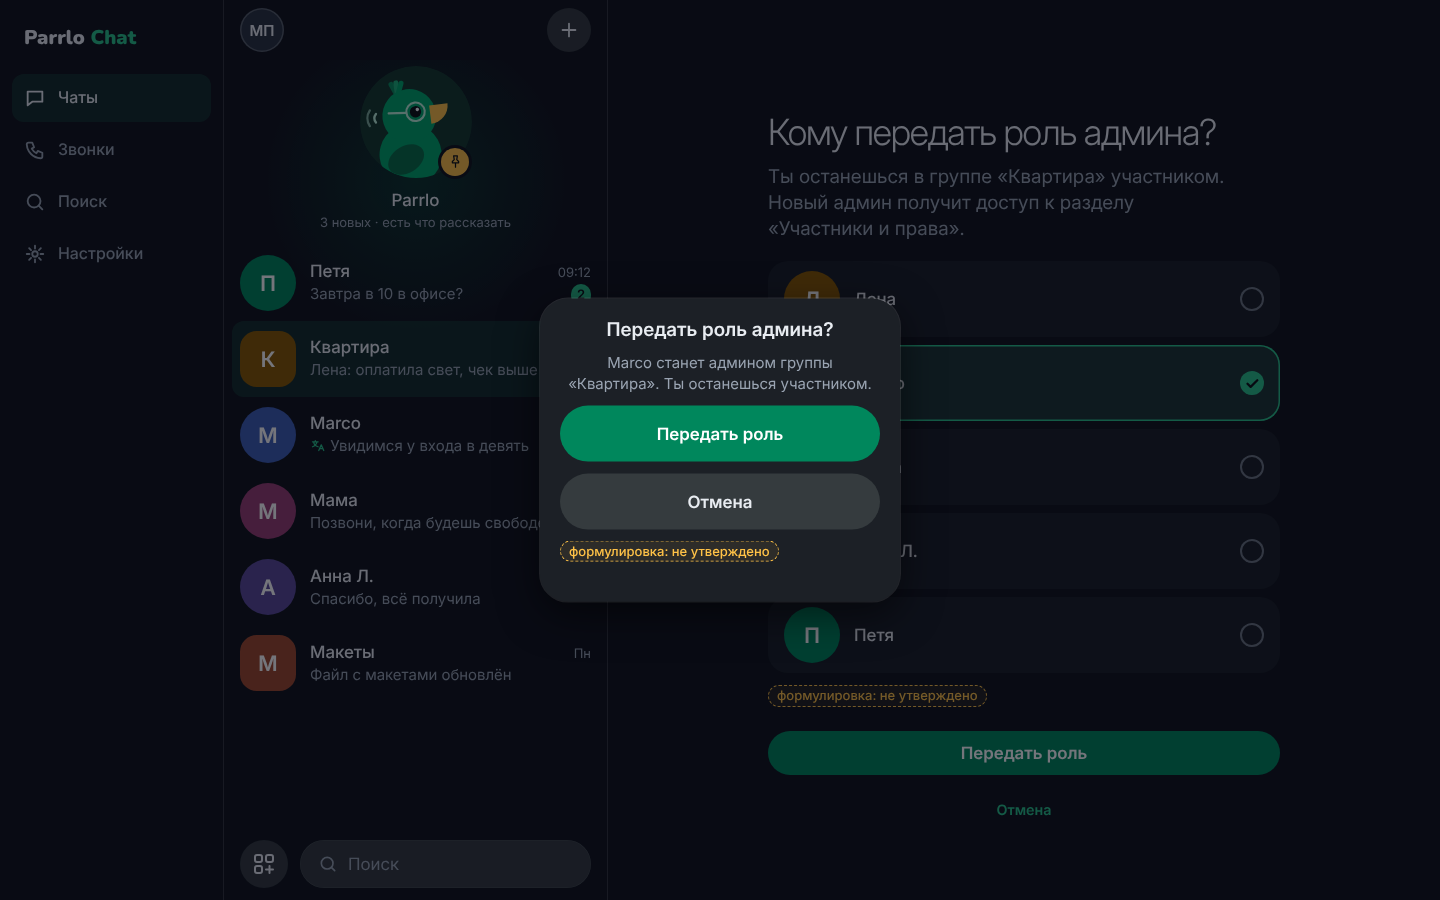 Parrlo Chat
Чаты
Звонки
Поиск
Настройки
МП
Parrlo
3 новых · есть что рассказать
Петя
09:12
Завтра в 10 в офисе?
2
К
Квартира
Лена: оплатила свет, чек выше
П
М
Marco
Увидимся у входа в девять
М
Мама
Позвони, когда будешь свобод
А
Анна Л.
Спасибо, всё получила
М
Макеты
Пн
Файл с макетами обновлён
Поиск
Кому передать роль админа?
Ты останешься в группе «Квартира» участником.
Новый админ получит доступ к разделу
«Участники и права».
Лена
Л.
П
Петя
формулировка: не утверждено
Передать роль
Отмена
Передать роль админа?
Marco станет админом группы
«Квартира». Ты останешься участником.
Передать роль
Отмена
формулировка: не утверждено